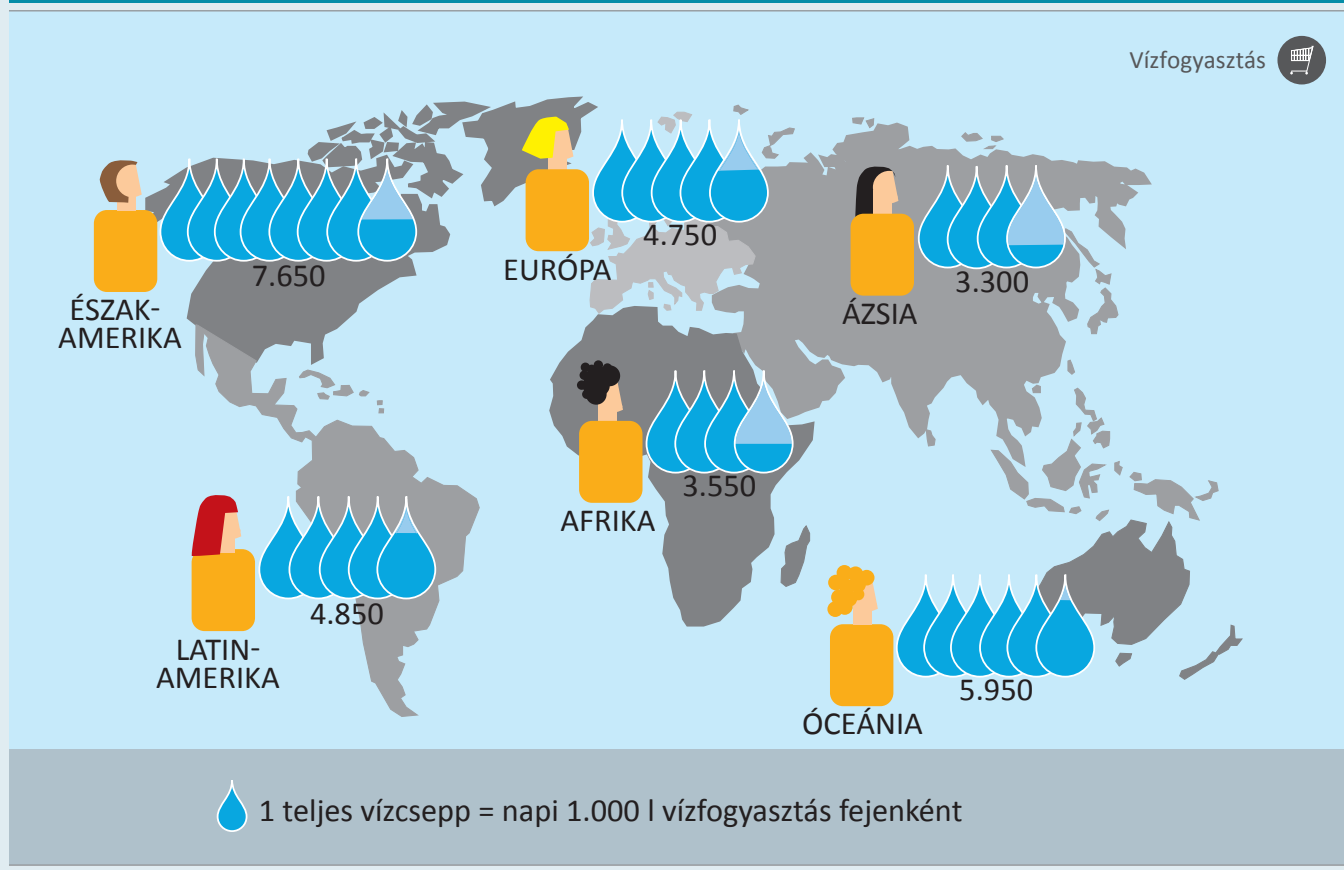 Vízfogyasztás
7.650
ÉSZAK-
AMERIKA
4.750
EURÓPA
3.300
ÁZSIA
3.550
AFRIKA
4.850
LATIN-
AMERIKA
5.950
ÓCEÁNIA
1 teljes vízcsepp = napi 1.000 l vízfogyasztás fejenként